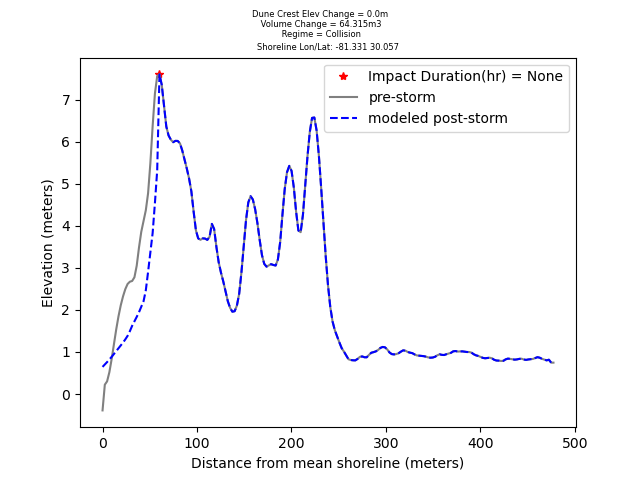 Dune Crest Elev Change = 0.0m
Volume Change = 64.315m3
Regime = Collision
Shoreline Lon/Lat: -81.331 30.057
Impact Duration(hr) = None
pre-storm
modeled post-storm
Elevation (meters)
7
6
5
4
3
2
1
0
0 100 200 300 400 500
Distance from mean shoreline (meters)